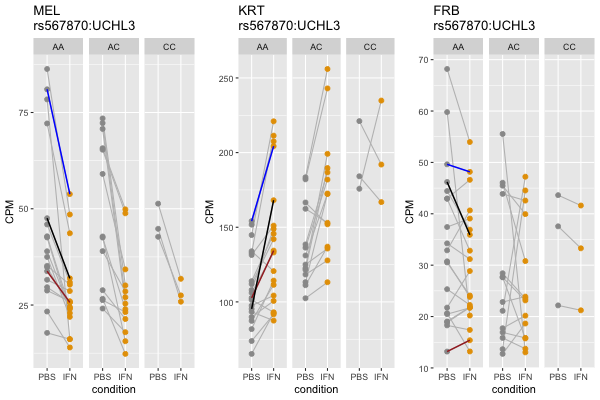 MEL
rs567870:UCHL3
AA AC CC
CPM
75
50
25
PBS IFN PBS IFN PBS IFN
condition
KRT
rs567870:UCHL3
AA AC CC
CPM
250
200
150
100
PBS IFN PBS IFN PBS IFN
condition
FRB
rs567870:UCHL3
AA AC CC
CPM
70
60
50
40
30
20
10
PBS IFN PBS IFN PBS IFN
condition